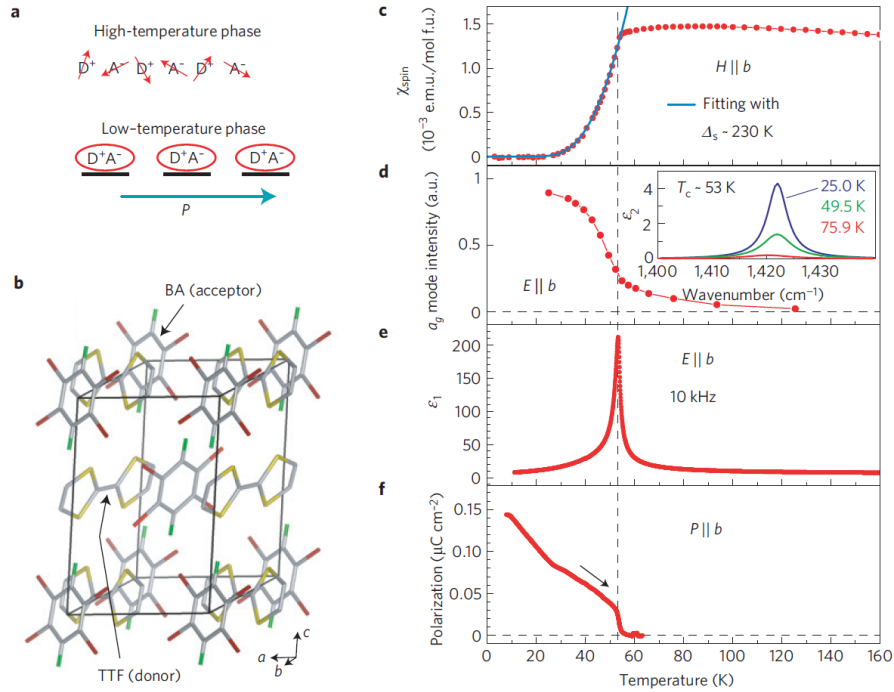 a
High-temperature phase
D⁺ A⁻ D⁺ A⁻ D⁺ A⁻
Low–temperature phase
D⁺A⁻ D⁺A⁻ D⁺A⁻
P
b
BA (acceptor)
TTF (donor)
a b c
c
χspin
(10⁻³ e.m.u./mol f.u.)
1.5
1.0
0.5
0.0
H || b
Fitting with
Δs ~ 230 K
d
ag mode intensity (a.u.)
1
0.5
0
E || b
Tc ~ 53 K
ε2
4
2
0
25.0 K
49.5 K
75.9 K
1,400 1,410 1,420 1,430
Wavenumber (cm⁻¹)
e
ε1
200
150
100
50
0
E || b
10 kHz
f
Polarization (μC cm⁻²)
0.15
0.10
0.05
0
P || b
0 20 40 60 80 100 120 140 160
Temperature (K)